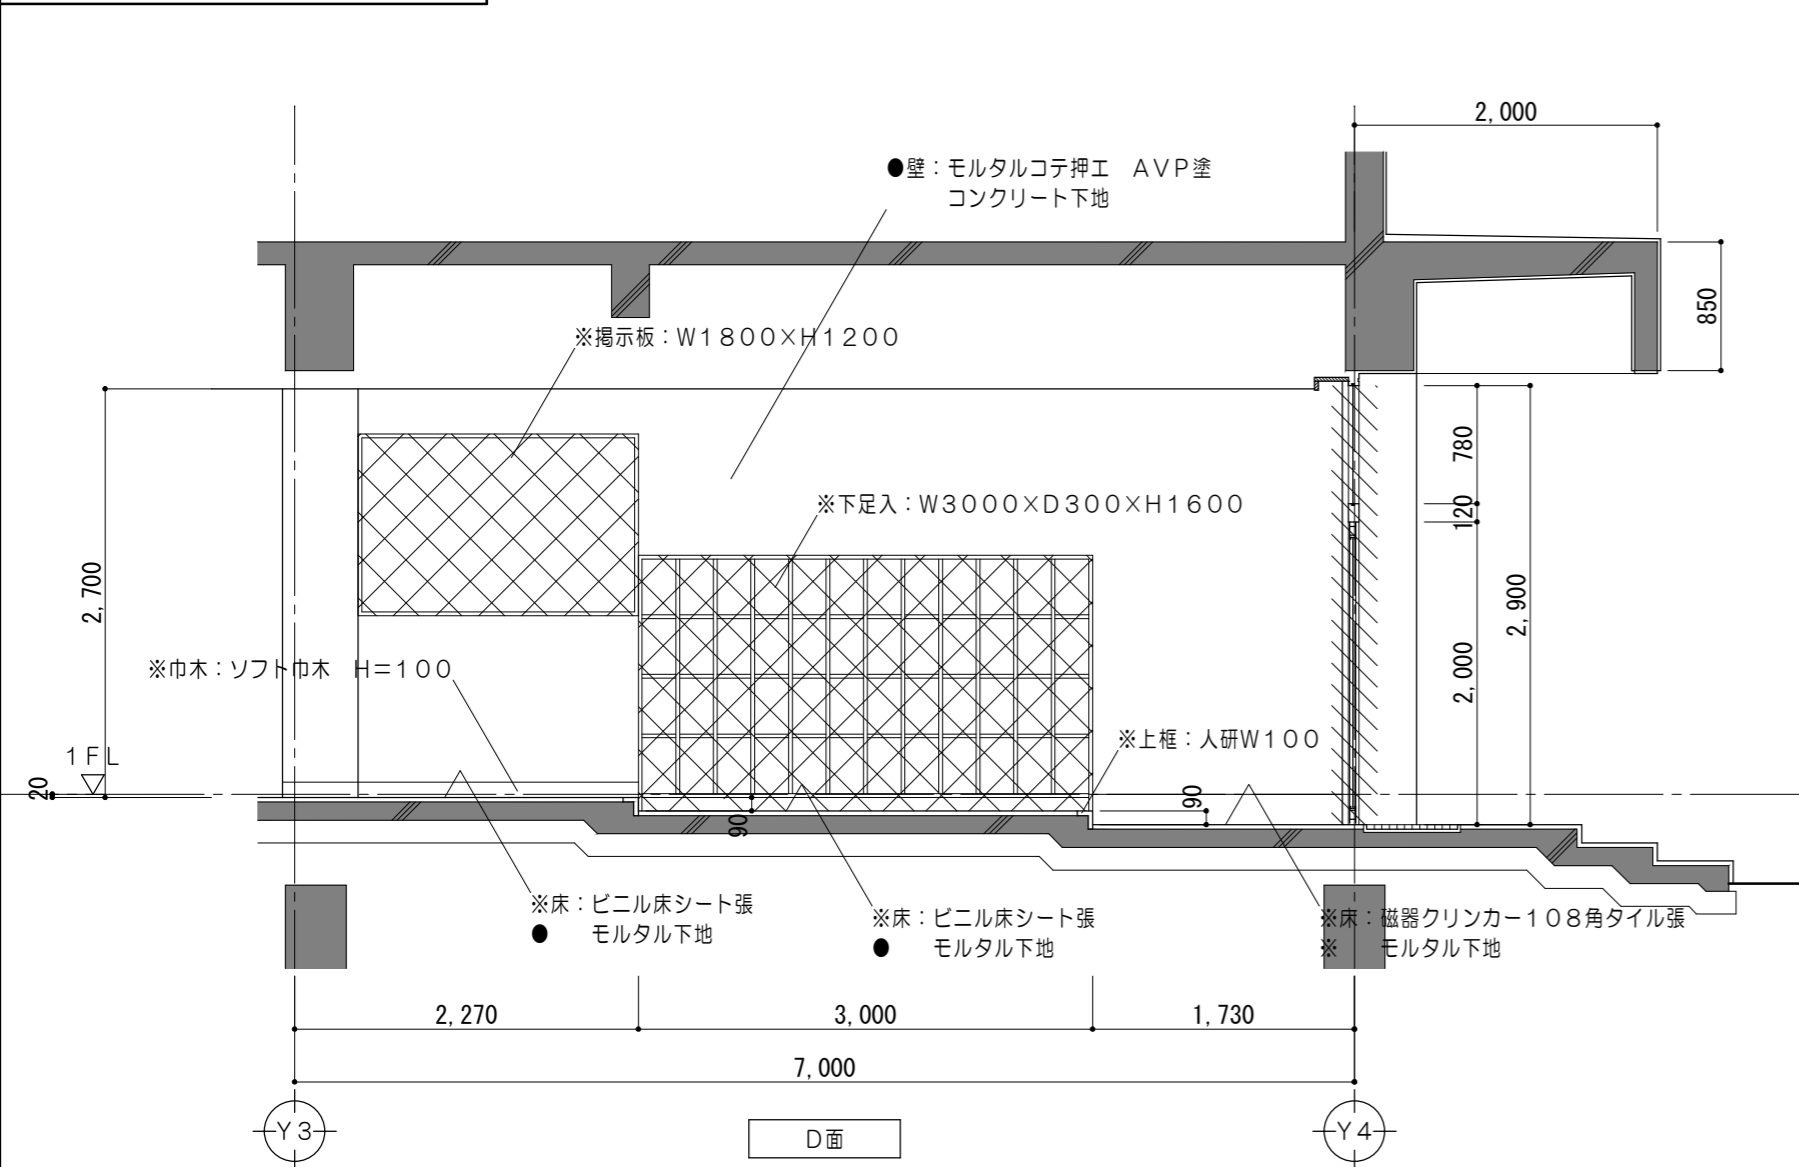 2,000
●壁：モルタルコテ押エ　ＡＶＰ塗
コンクリート下地
850
※掲示板：Ｗ１８００×Ｈ１２００
780
※下足入：Ｗ３０００×Ｄ３００×Ｈ１６００
120
2,700
2,900
※巾木：ソフト巾木　Ｈ＝１００
2,000
※上框：人研Ｗ１００
１ＦＬ
20
90
90
※床：ビニル床シート張
●　モルタル下地
※床：ビニル床シート張
●　モルタル下地
※床：磁器クリンカー１０８角タイル張
※　モルタル下地
2,270
3,000
1,730
7,000
Ｙ３
Ｄ面
Ｙ４